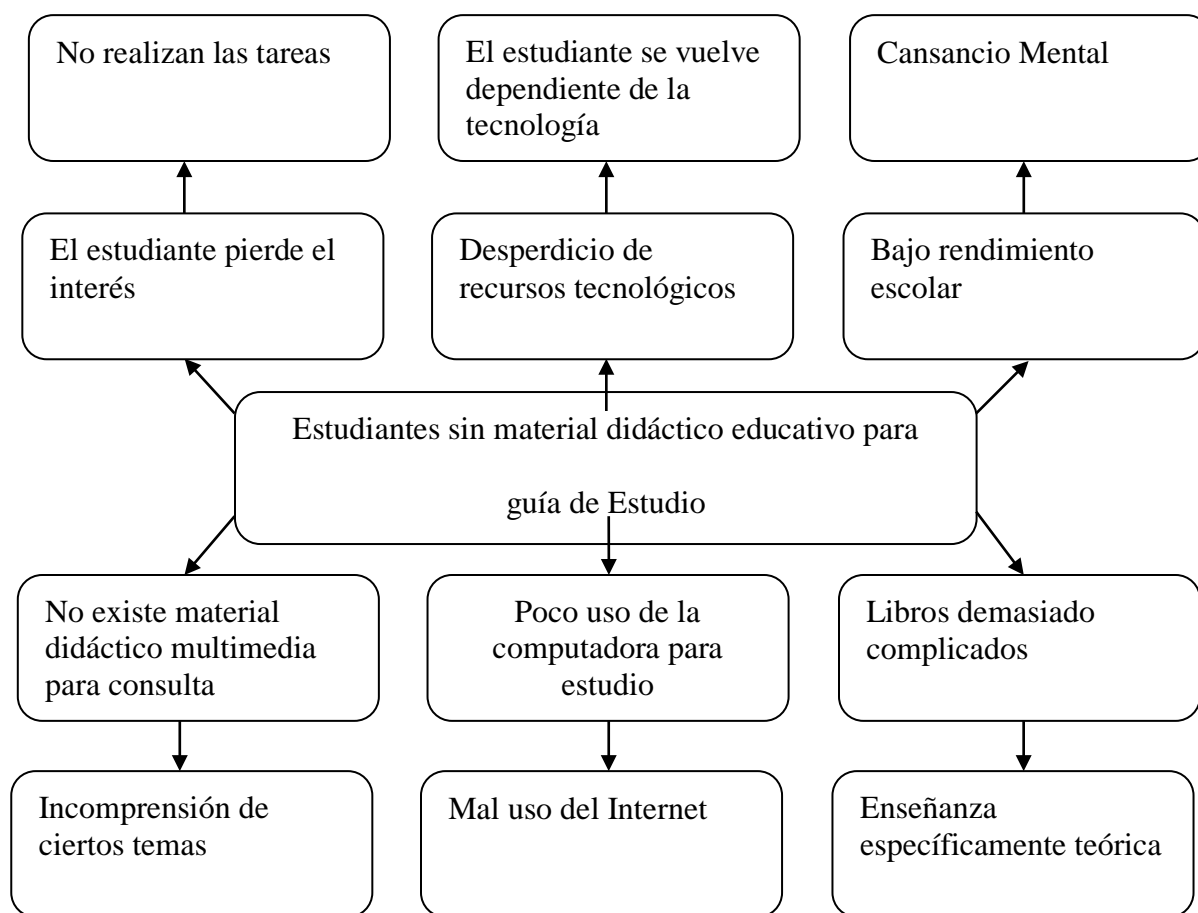 No realizan las tareas
El estudiante se vuelve
dependiente de la
tecnología
Cansancio Mental
El estudiante pierde el
interés
Desperdicio de
recursos tecnológicos
Bajo rendimiento
escolar
Estudiantes sin material didáctico educativo para
guía de Estudio
No existe material
didáctico multimedia
para consulta
Poco uso de la
computadora para
estudio
Libros demasiado
complicados
Incomprensión de
ciertos temas
Mal uso del Internet
Enseñanza
específicamente teórica